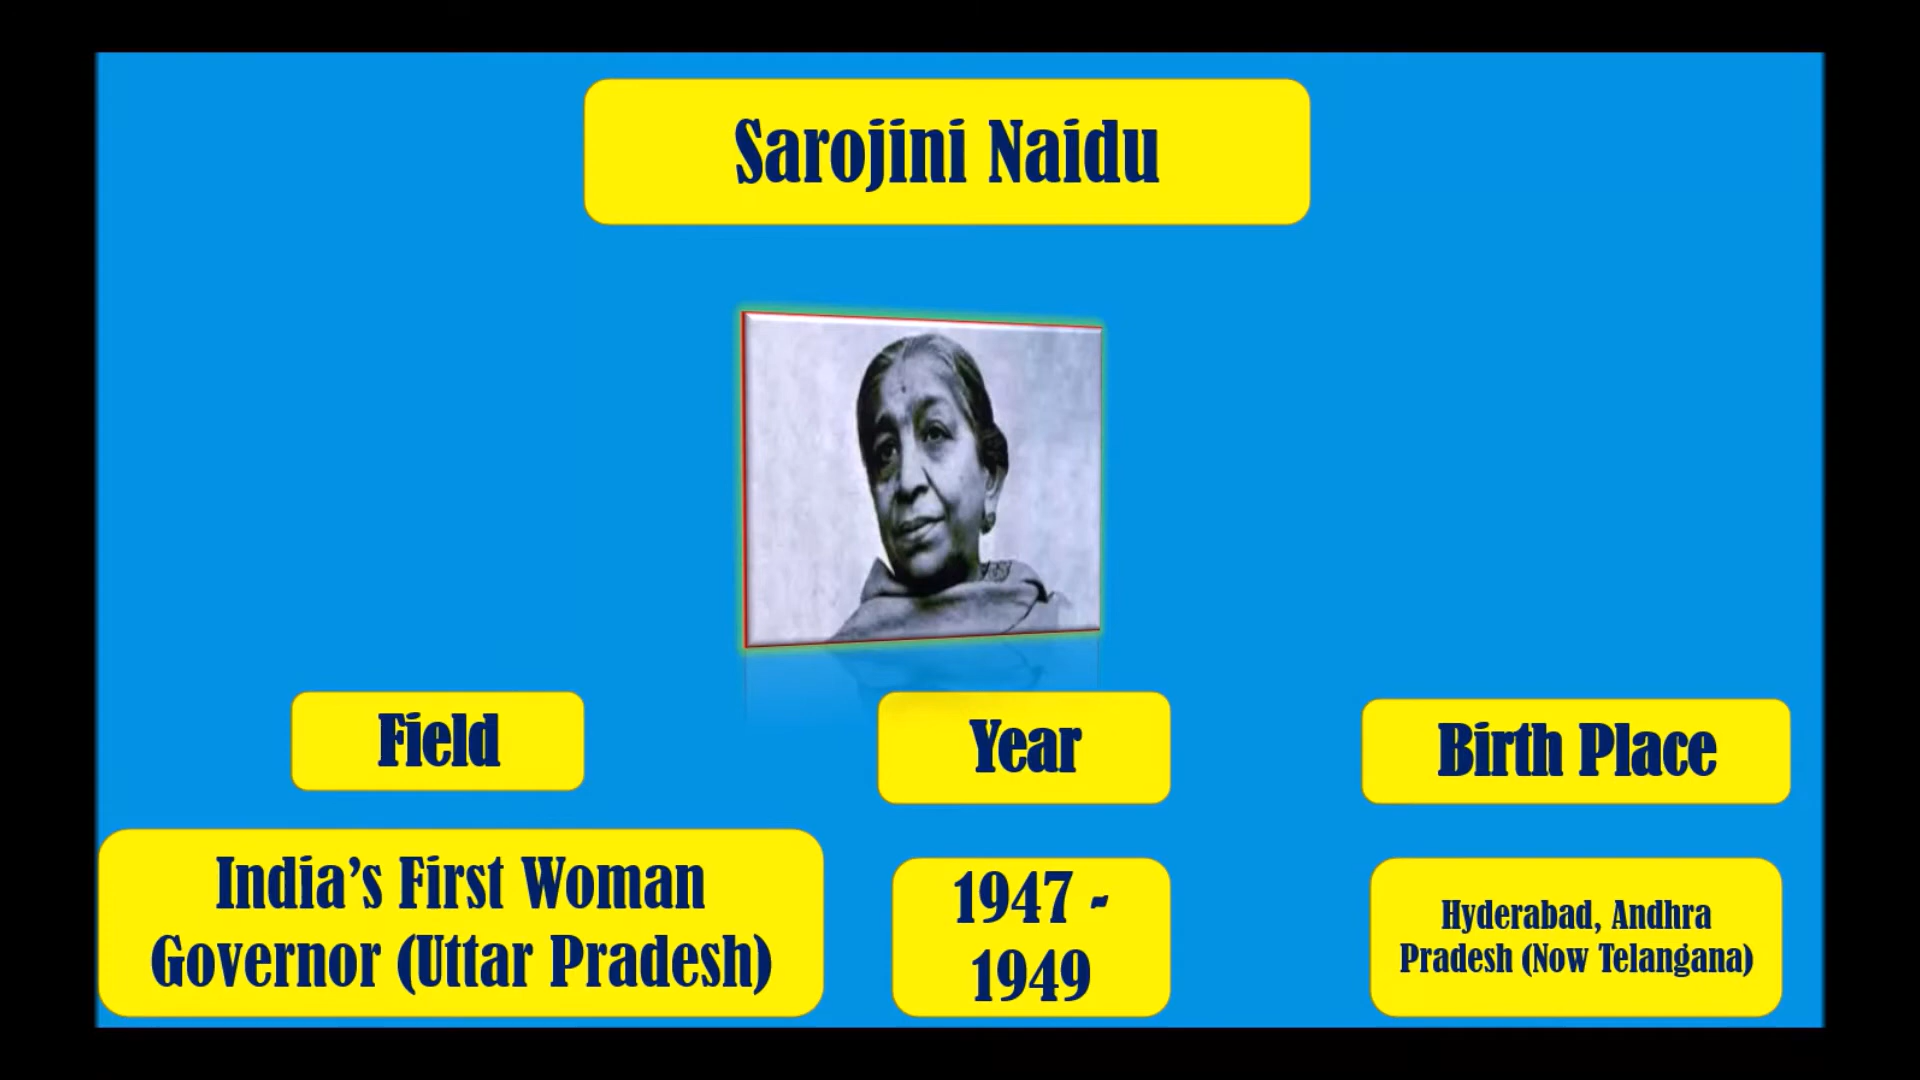 Sarojini Naidu
Field
Year
Birth Place
India’s First Woman
Governor (Uttar Pradesh)
1947 -
1949
Hyderabad, Andhra
Pradesh (Now Telangana)